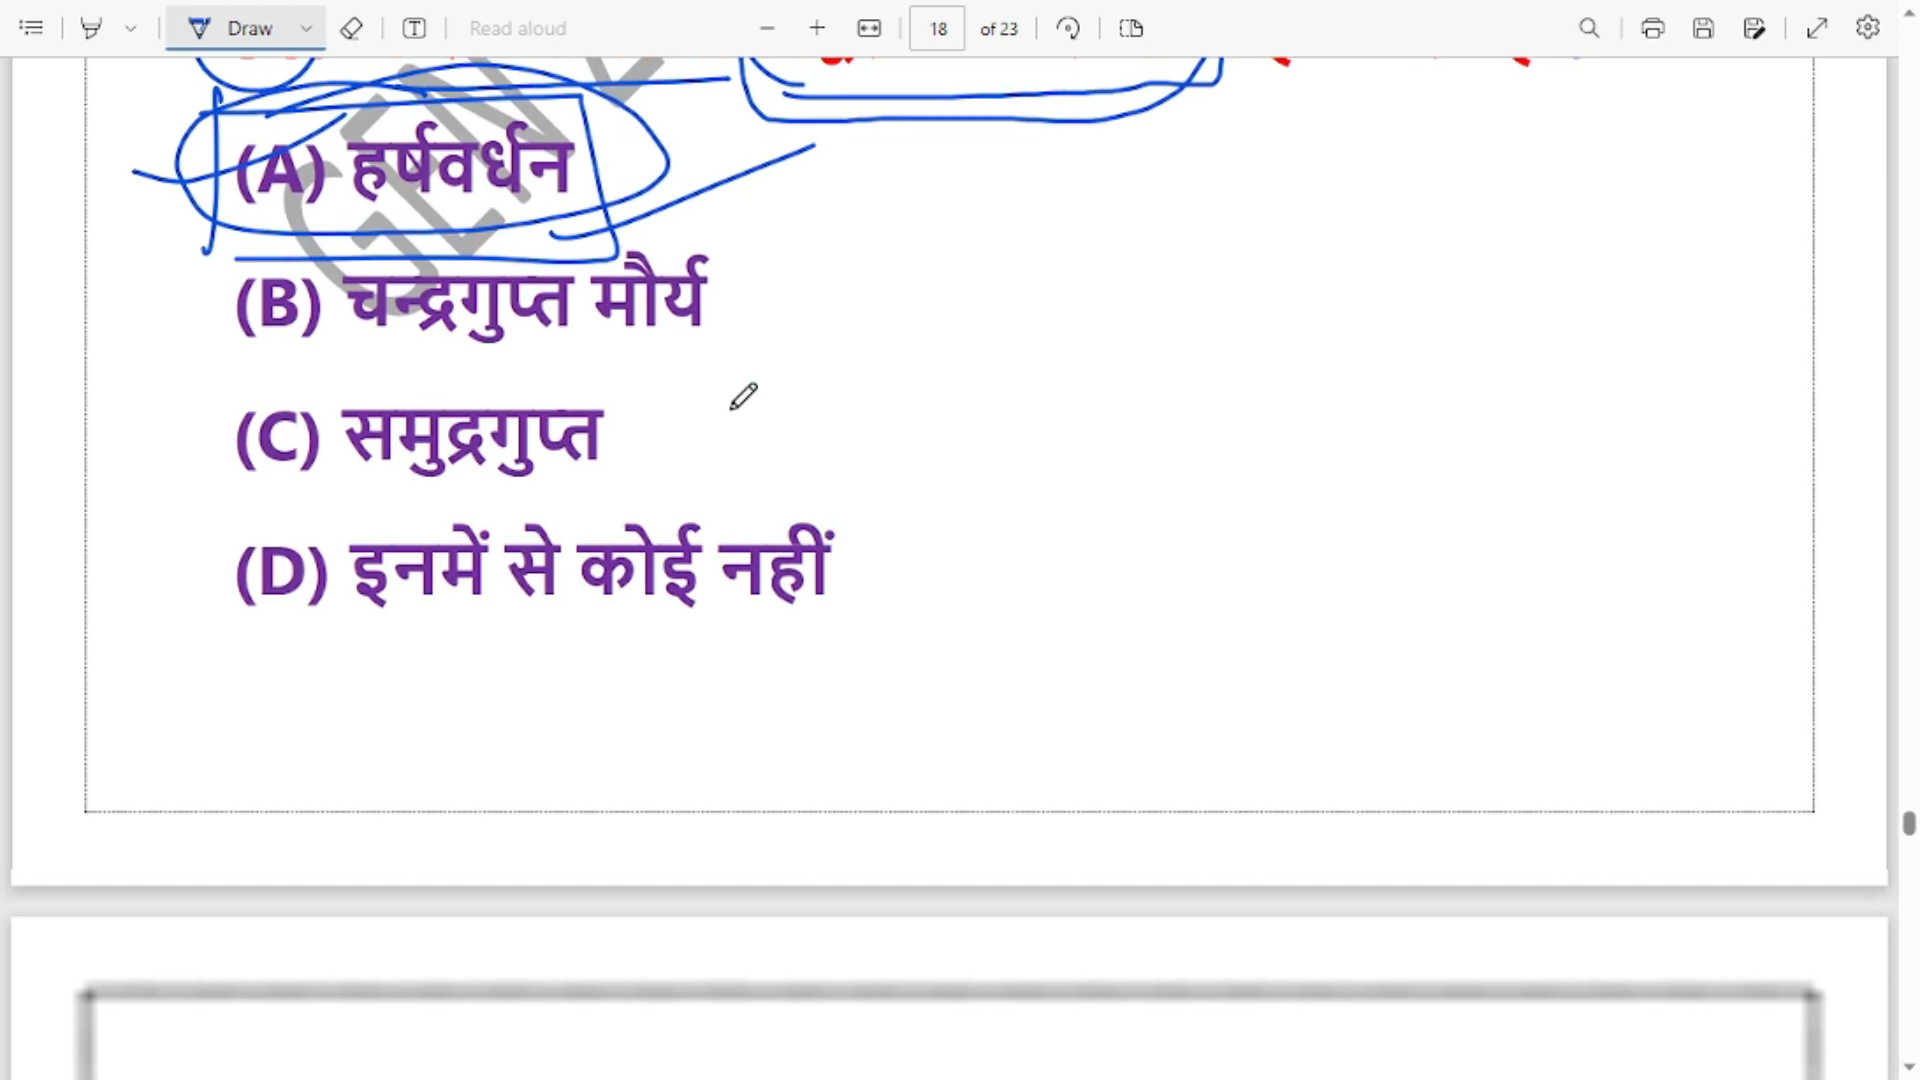 Draw
Read aloud
18 of 23
(A) हर्षवर्धन
(B) चन्द्रगुप्त मौर्य
(C) समुद्रगुप्त
(D) इनमें से कोई नहीं